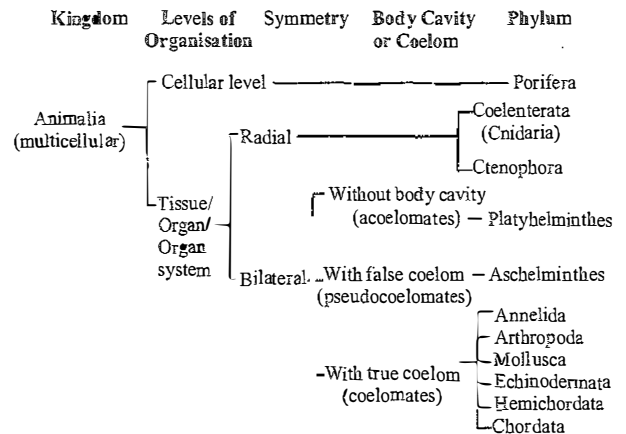 Kingdom Levels of Organisation Symmetry Body Cavity or Coelom Phylum
Cellular level Porifera
Animalia
(multicellular)
Coelenterata
(Cnidaria)
Radial
Ctenophora
Tissue/
Organ/
Organ
system
Without body cavity
(acoelomates) – Platyhelminthes
Bilateral With false coelom – Aschelminthes
(pseudocoelomates)
Annelida
Arthropoda
Mollusca
With true coelom
(coelomates)
Echinodermata
Hemichordata
Chordata